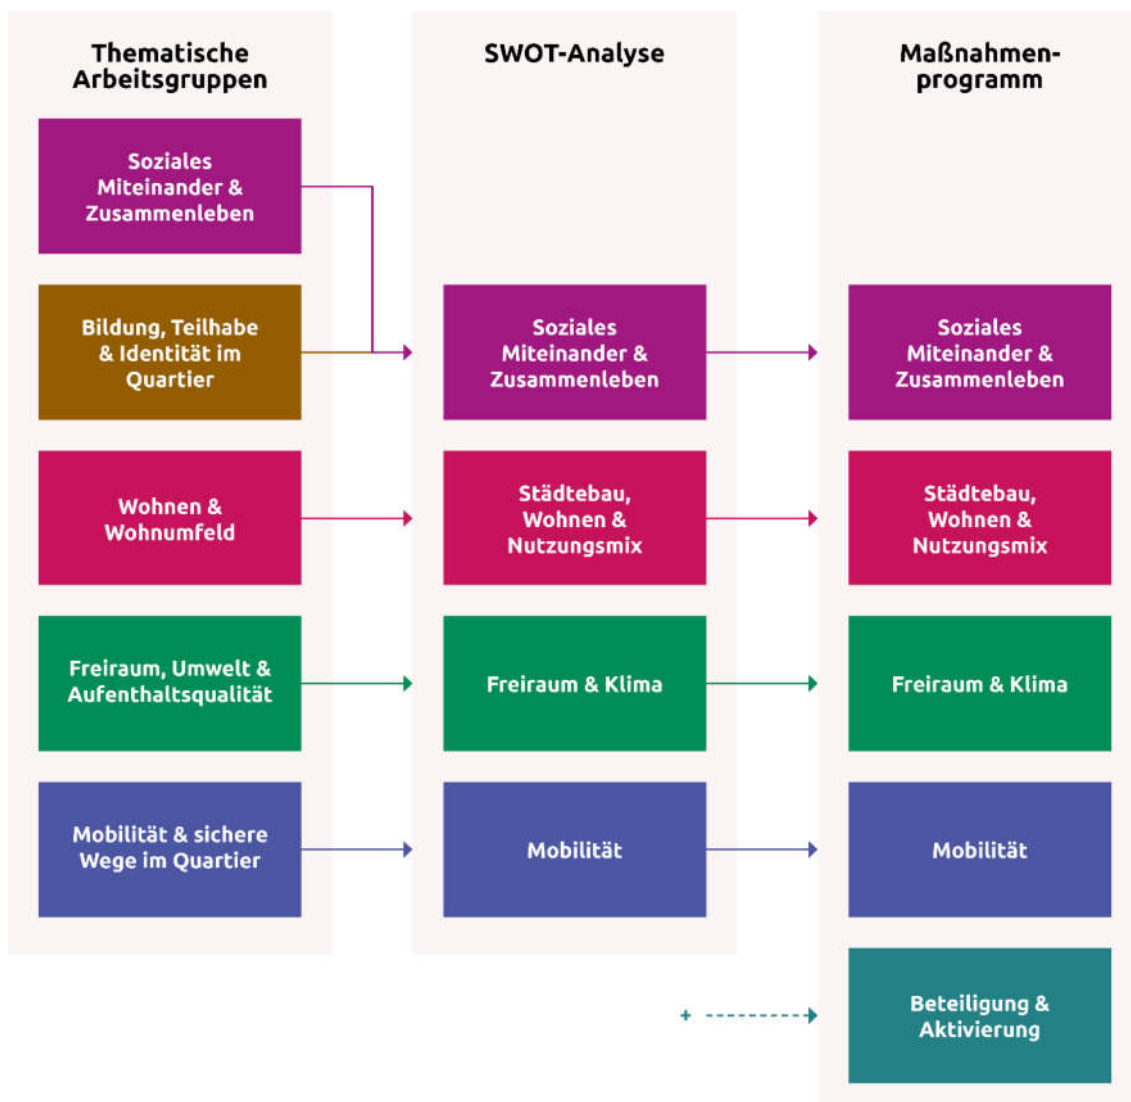 Thematische
Arbeitsgruppen
Soziales
Miteinander &
Zusammenleben
Bildung, Teilhabe
& Identität im
Quartier
Wohnen &
Wohnumfeld
Freiraum, Umwelt &
Aufenthaltsqualität
Mobilität & sichere
Wege im Quartier
SWOT-Analyse
Soziales
Miteinander &
Zusammenleben
Städtebau,
Wohnen &
Nutzungsmix
Freiraum & Klima
Mobilität
Maßnahmen-
programm
Soziales
Miteinander &
Zusammenleben
Städtebau,
Wohnen &
Nutzungsmix
Freiraum & Klima
Mobilität
+
Beteiligung &
Aktivierung